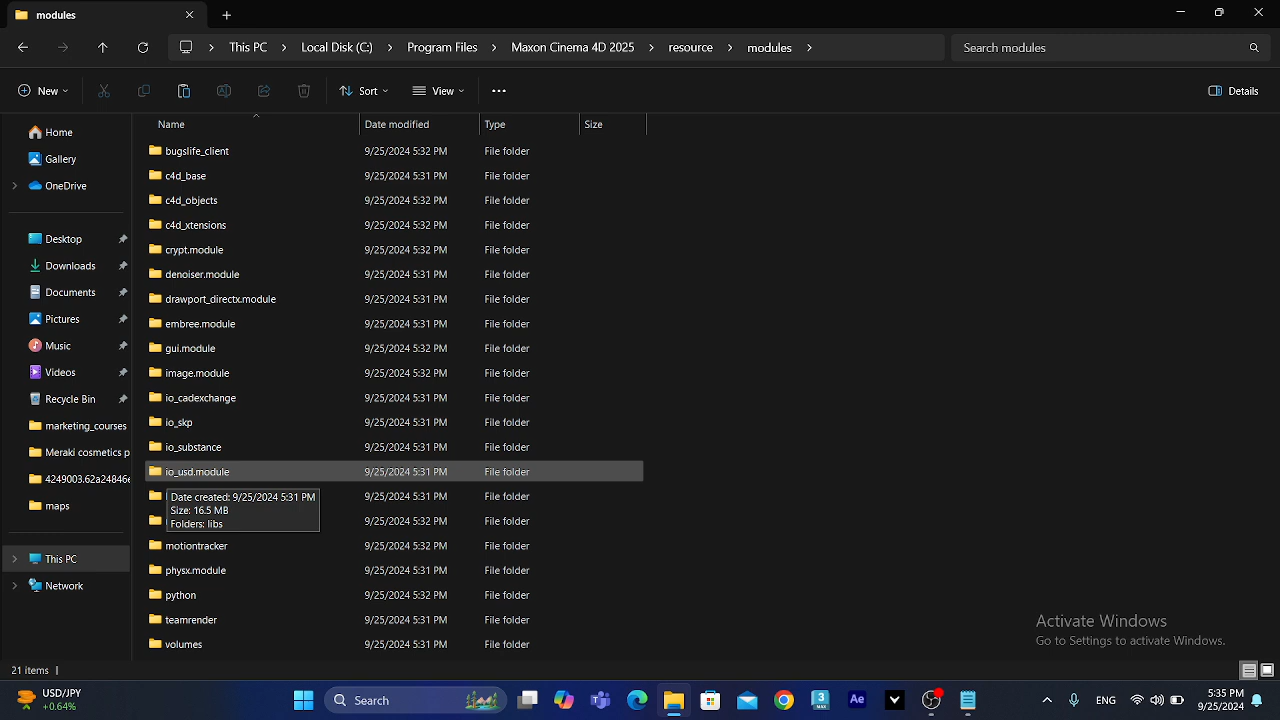 modules
This PC Local Disk (C:) Program Files Maxon Cinema 4D 2025 resource modules
Search modules
New Sort View Details
Name Date modified Type Size
Home
Gallery
OneDrive
Desktop
Downloads
Documents
Pictures
Music
Videos
Recycle Bin
marketing_courses
Meraki cosmetics p
4249003.62a24846e
maps
This PC
Network
bugslife_client 9/25/2024 5:32 PM File folder
c4d_base 9/25/2024 5:31 PM File folder
c4d_objects 9/25/2024 5:32 PM File folder
c4d_xtensions 9/25/2024 5:32 PM File folder
crypt.module 9/25/2024 5:32 PM File folder
denoiser.module 9/25/2024 5:31 PM File folder
drawport_directx.module 9/25/2024 5:31 PM File folder
embree.module 9/25/2024 5:31 PM File folder
gui.module 9/25/2024 5:32 PM File folder
image.module 9/25/2024 5:32 PM File folder
io_cadexchange 9/25/2024 5:31 PM File folder
io_skp 9/25/2024 5:32 PM File folder
io_substance 9/25/2024 5:31 PM File folder
io_usd.module 9/25/2024 5:31 PM File folder
9/25/2024 5:31 PM File folder
9/25/2024 5:32 PM File folder
Date created: 9/25/2024 5:31 PM
Size: 16.5 MB
Folders: libs
motiontracker 9/25/2024 5:32 PM File folder
physx.module 9/25/2024 5:31 PM File folder
python 9/25/2024 5:32 PM File folder
teamrender 9/25/2024 5:31 PM File folder
volumes 9/25/2024 5:31 PM File folder
Activate Windows
Go to Settings to activate Windows.
21 items
USD/JPY
+0.64%
Search
3
MAX
Ae
ENG
5:35 PM
9/25/2024